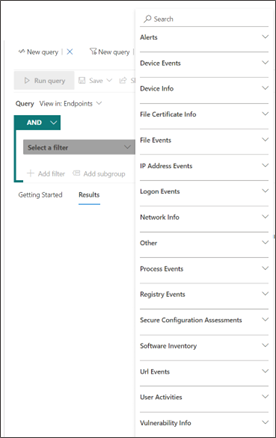 New query
New query
Search
Run query
Save
Query View in: Endpoints
AND
Select a filter
Add filter Add subgroup
Getting Started Results
Alerts
Device Events
Device Info
File Certificate Info
File Events
IP Address Events
Logon Events
Network Info
Other
Process Events
Registry Events
Secure Configuration Assessments
Software Inventory
Url Events
User Activities
Vulnerability Info